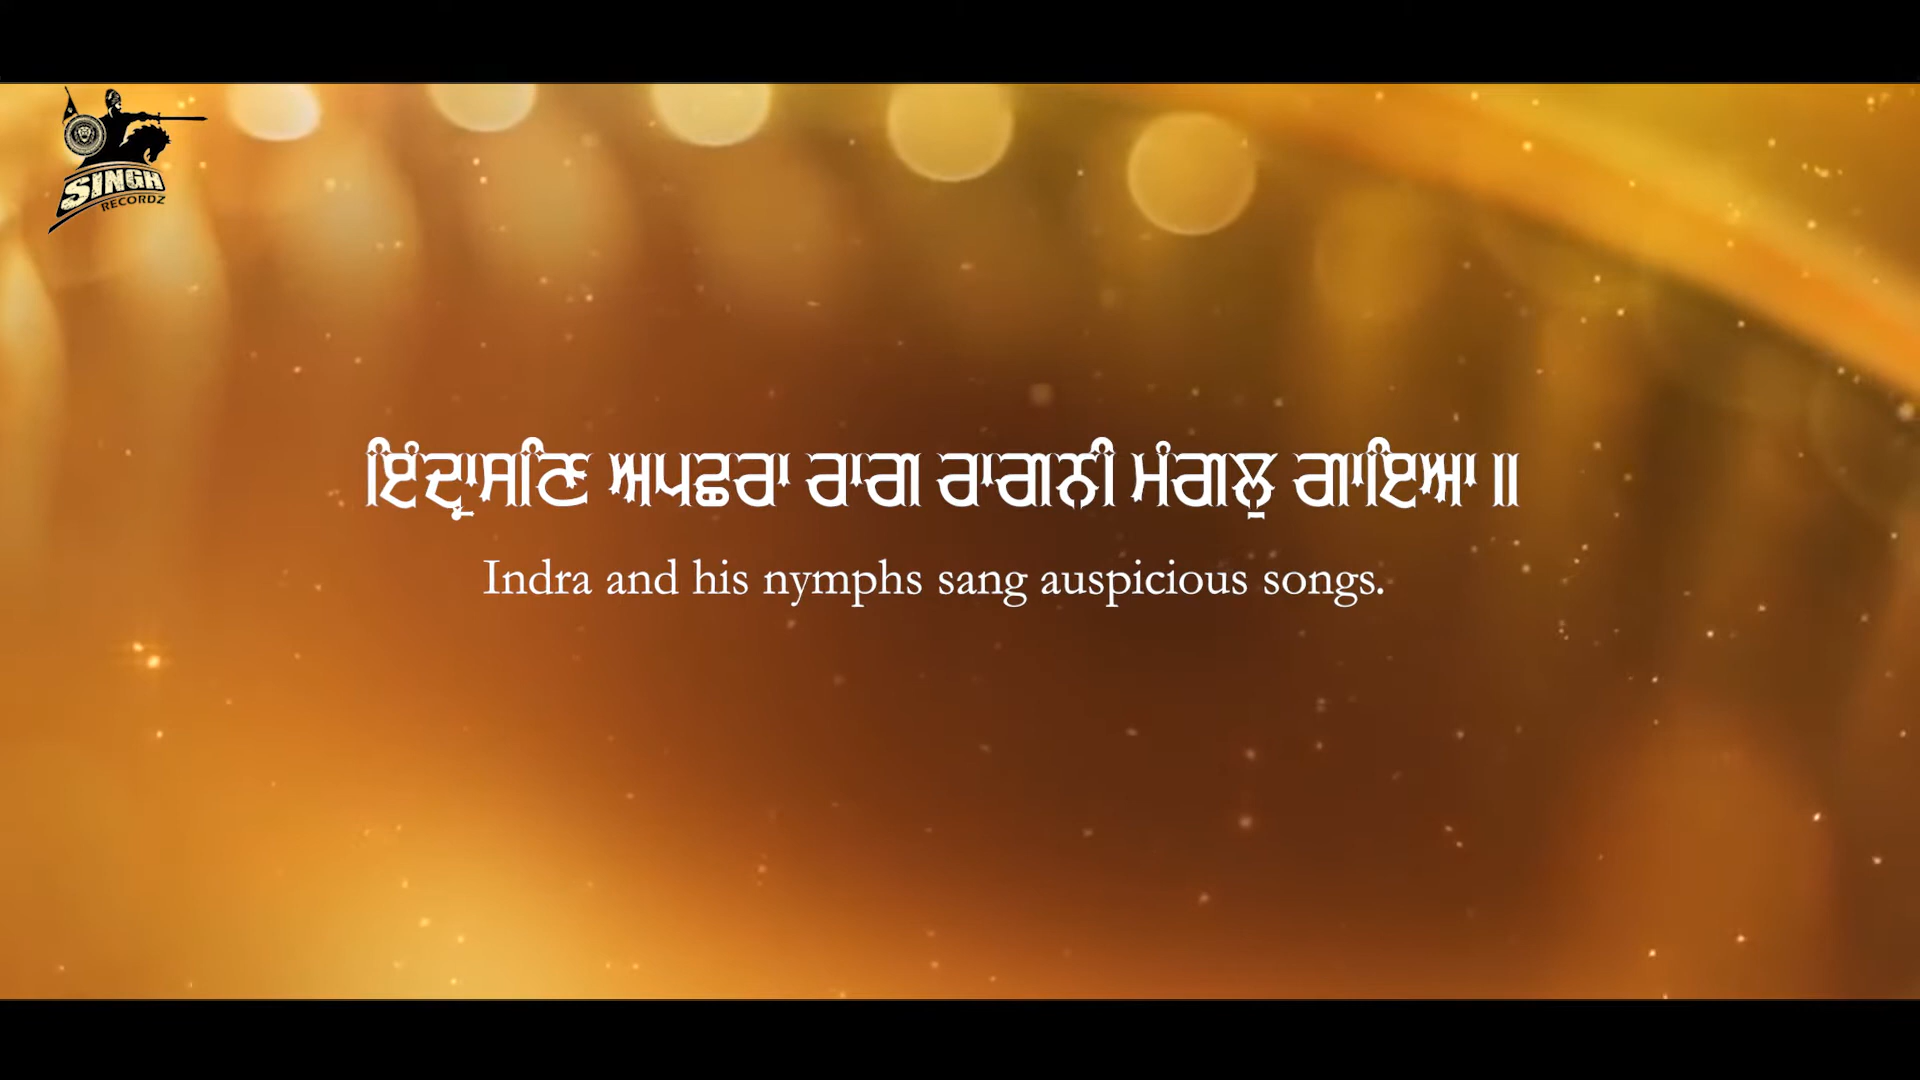 SINGH
RECORDZ
ਇੰਦ੍ਰਾਸਣਿ ਅਪਛਰਾ ਰਾਗ ਰਾਗਨੀ ਮੰਗਲੁ ਗਾਇਆ ॥
Indra and his nymphs sang auspicious songs.